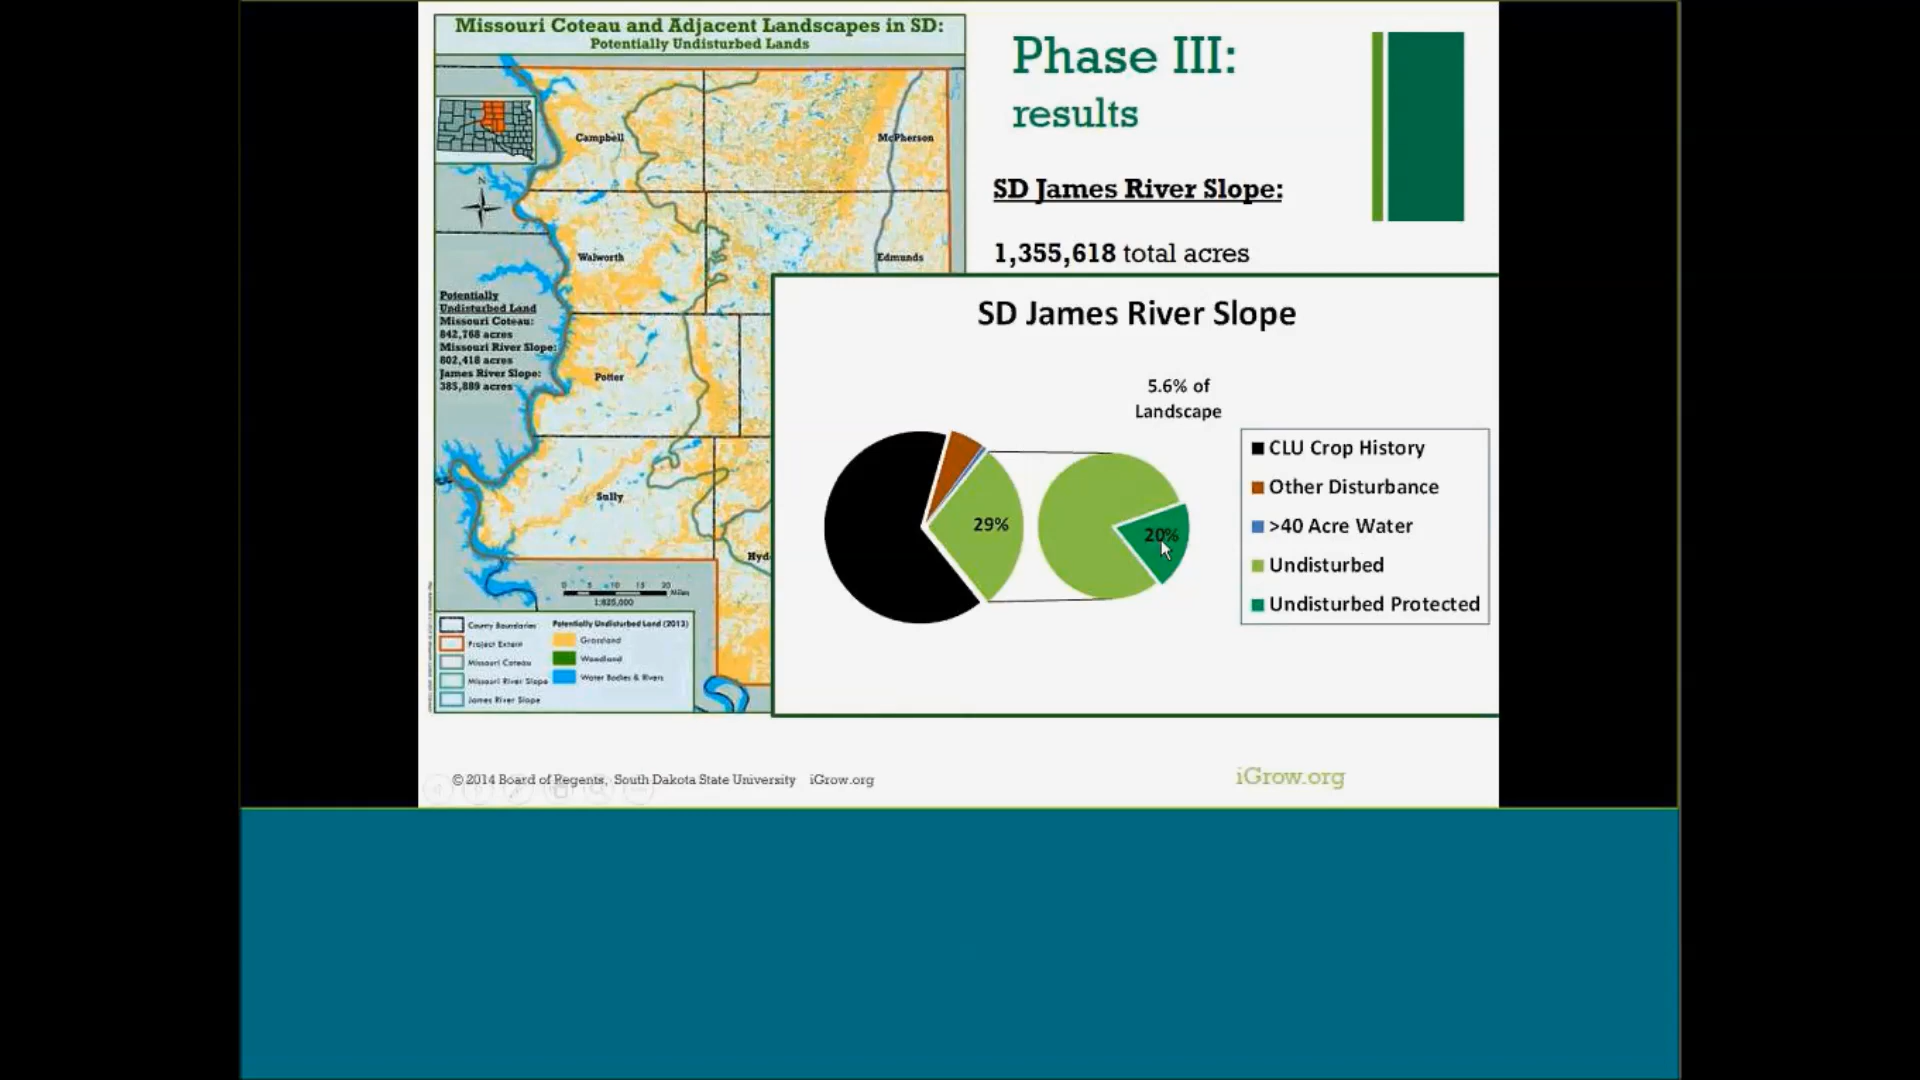 Missouri Coteau and Adjacent Landscapes in SD:
Potentially Undisturbed Lands
Phase III:
results
SD James River Slope:
1,355,618 total acres
Campbell
McPherson
N
Walworth
Edmunds
Potentially
Undisturbed Land
Missouri Coteau:
842,768 acres
Missouri River Slope:
802,418 acres
James River Slope:
385,889 acres
Potter
Sully
Hyd
0 5 10 15 20
Miles
1:825,000
County Boundaries
Project Extent
Missouri Coteau
Missouri River Slope
James River Slope
Potentially Undisturbed Land (2013)
Grassland
Woodland
Water Bodies & Rivers
SD James River Slope
5.6% of
Landscape
29%
20%
CLU Crop History
Other Disturbance
>40 Acre Water
Undisturbed
Undisturbed Protected
© 2014 Board of Regents, South Dakota State University iGrow.org
iGrow.org